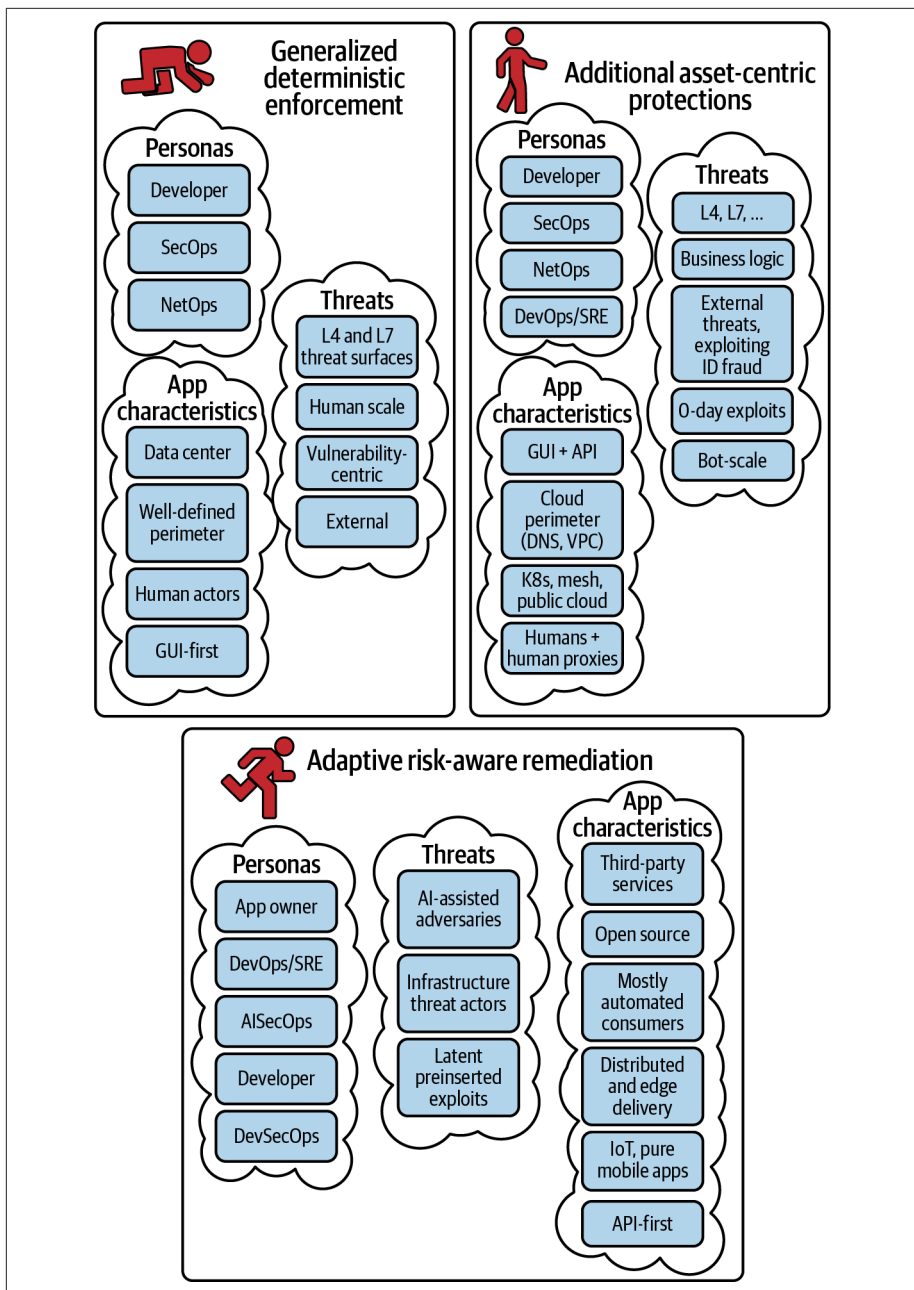 Generalized
deterministic
enforcement
Personas
Developer
SecOps
NetOps
Threats
L4 and L7
threat surfaces
Human scale
Vulnerability-
centric
External
App
characteristics
Data center
Well-defined
perimeter
Human actors
GUI-first
Additional asset-centric
protections
Personas
Developer
SecOps
NetOps
DevOps/SRE
Threats
L4, L7, ...
Business logic
External
threats,
exploiting
ID fraud
0-day exploits
Bot-scale
App
characteristics
GUI + API
Cloud
perimeter
(DNS, VPC)
K8s, mesh,
public cloud
Humans +
human proxies
Adaptive risk-aware remediation
Personas
App owner
DevOps/SRE
AISecOps
Developer
DevSecOps
Threats
AI-assisted
adversaries
Infrastructure
threat actors
Latent
preinserted
exploits
App
characteristics
Third-party
services
Open source
Mostly
automated
consumers
Distributed
and edge
delivery
IoT, pure
mobile apps
API-first